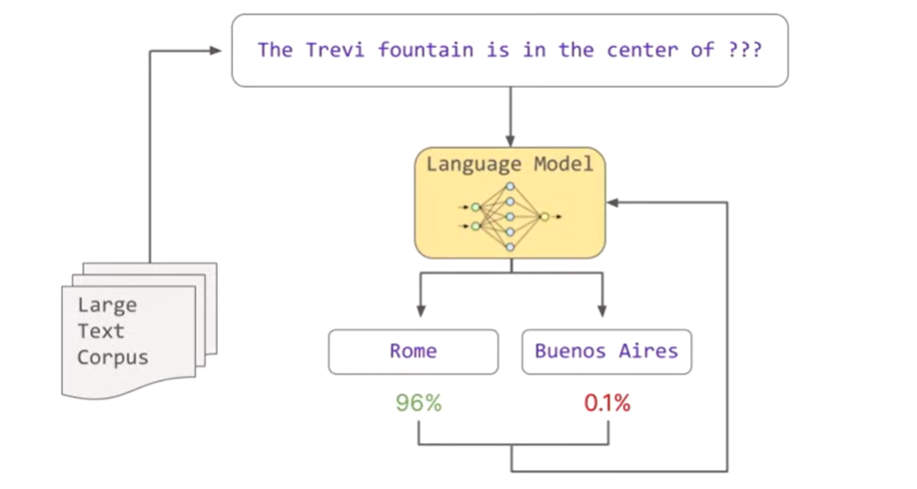 The Trevi fountain is in the center of ???
Language Model
Large
Text
Corpus
Rome
Buenos Aires
96%
0.1%